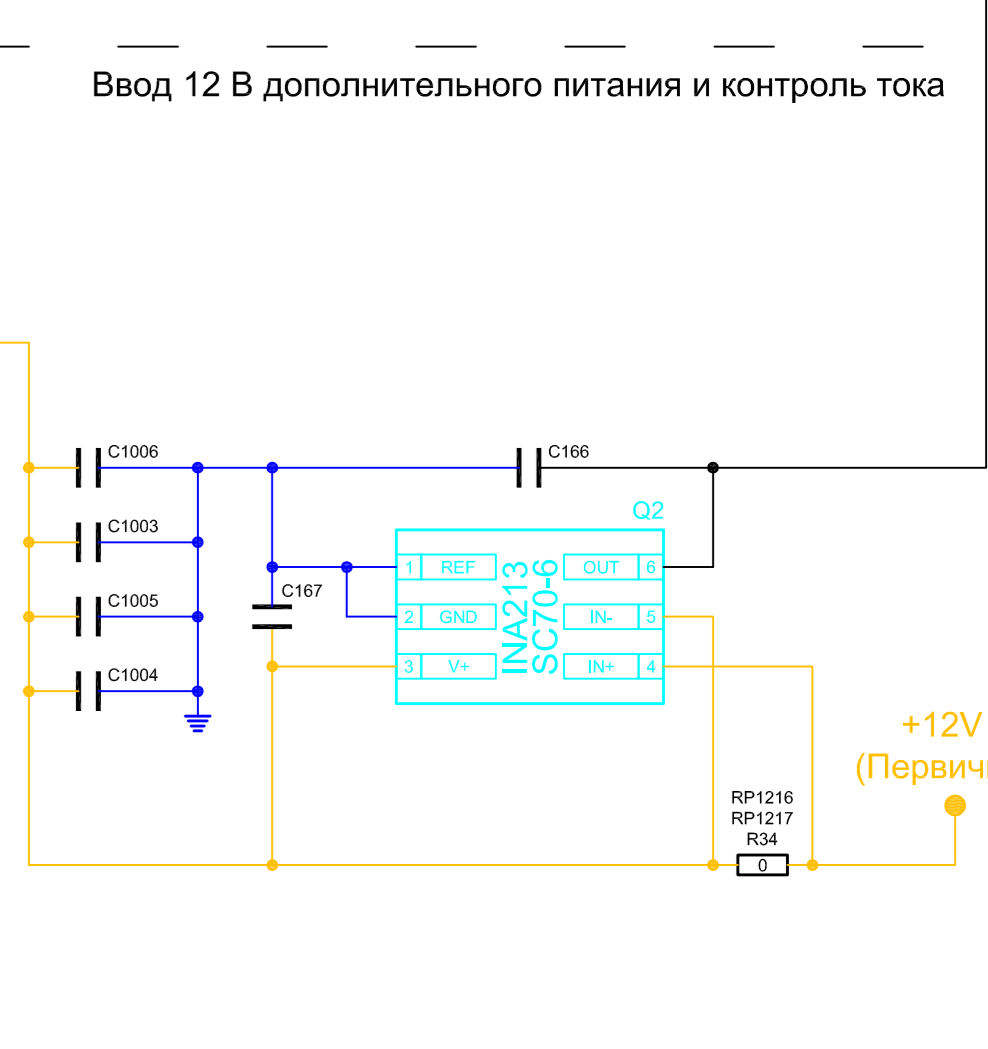 Ввод 12 В дополнительного питания и контроль тока
C1006
C166
C1003
Q2
1 REF
OUT 6
C167
C1005
2 GND
IN- 5
INA213
SC70-6
3 V+
IN+ 4
C1004
+12V
(Первич
RP1216
RP1217
R34
0